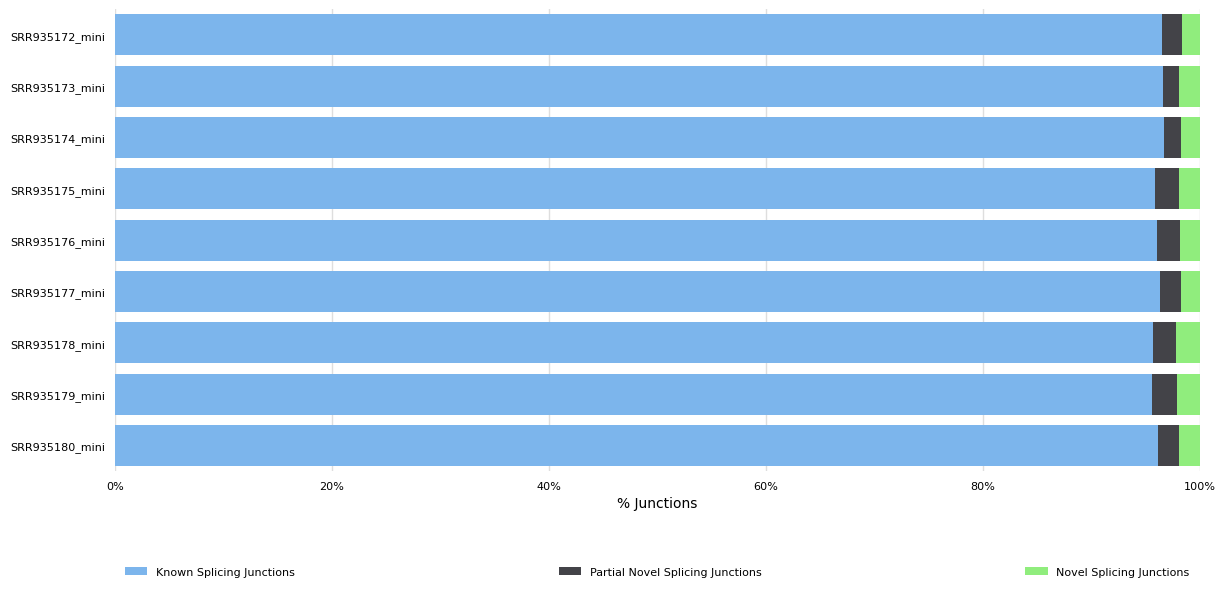 SRR935172_mini
SRR935173_mini
SRR935174_mini
SRR935175_mini
SRR935176_mini
SRR935177_mini
SRR935178_mini
SRR935179_mini
SRR935180_mini
0% 20% 40% 60% 80% 100%
% Junctions
Known Splicing Junctions Partial Novel Splicing Junctions Novel Splicing Junctions